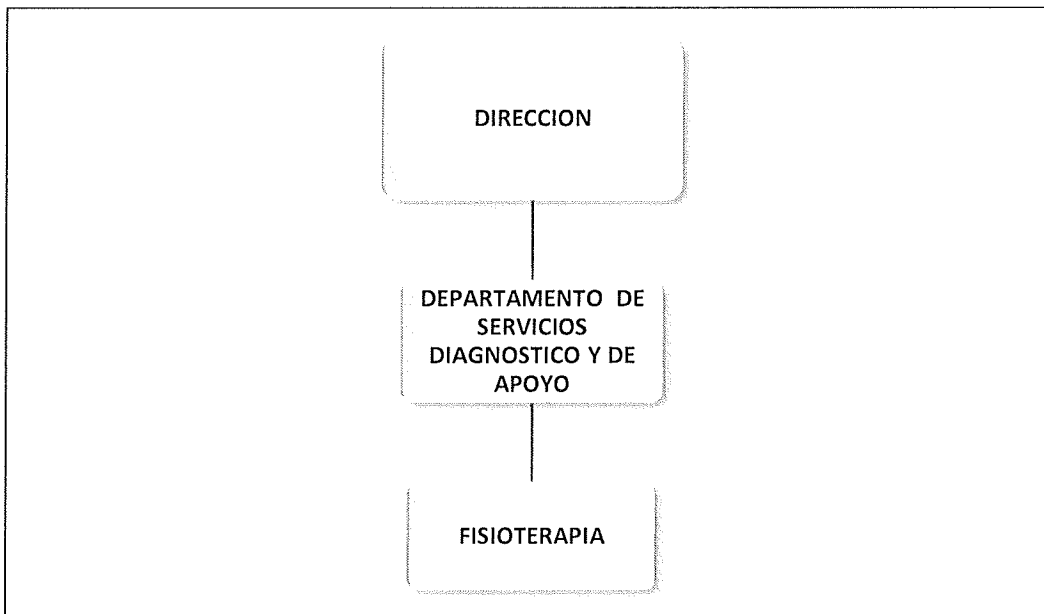 DIRECCION
DEPARTAMENTO DE
SERVICIOS
DIAGNOSTICO Y DE
APOYO
FISIOTERAPIA